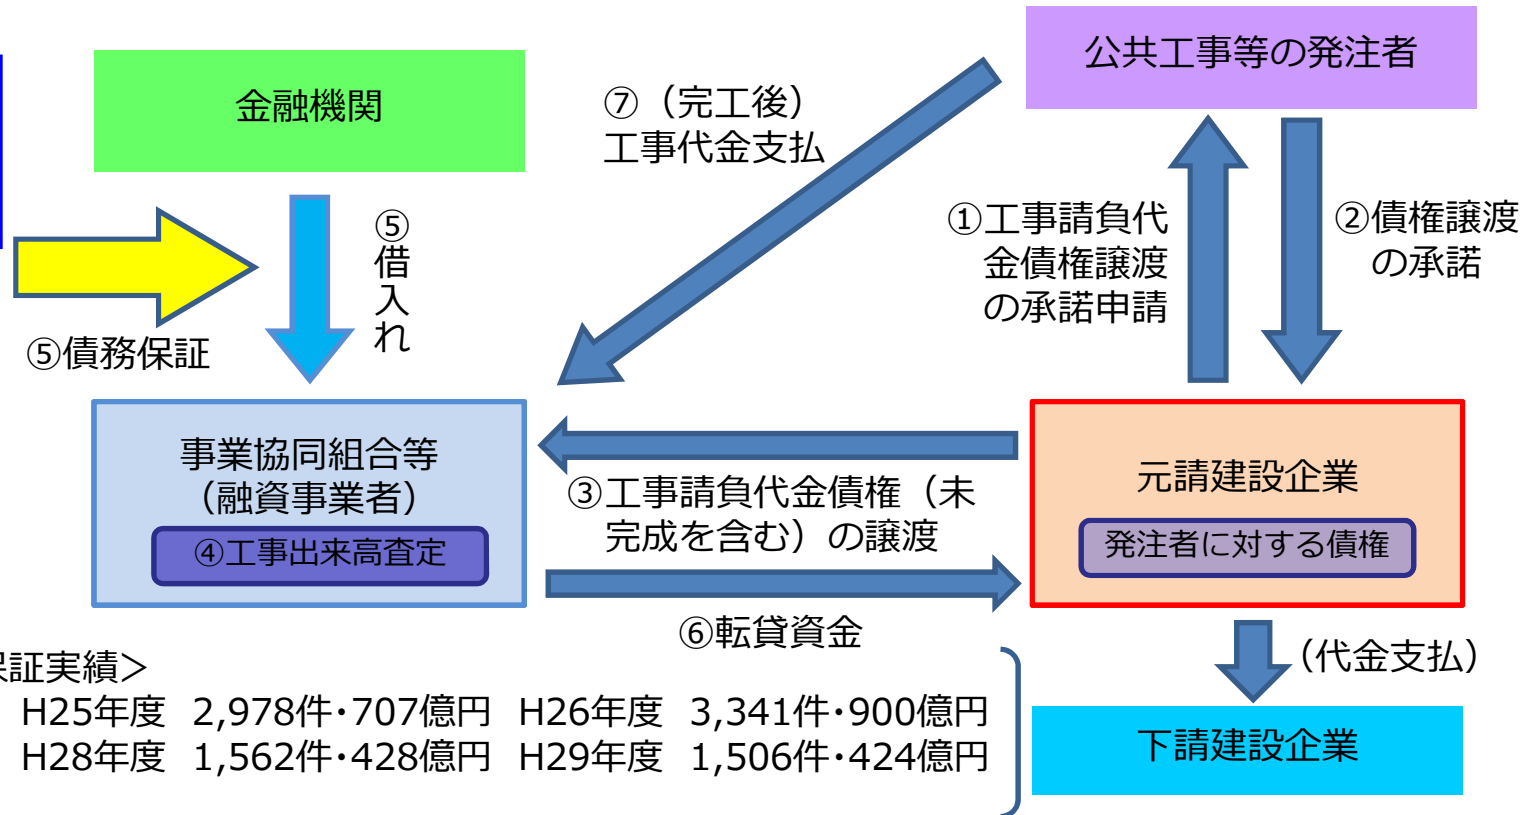 公共工事等の発注者
金融機関
⑦（完工後）
工事代金支払
①工事請負代
金債権譲渡
の承諾申請
②債権譲渡
の承諾
⑤借入れ
⑤債務保証
事業協同組合等
（融資事業者）
④工事出来高査定
③工事請負代金債権（未
完成を含む）の譲渡
元請建設企業
発注者に対する債権
⑥転貸資金
（代金支払）
証実績＞
H25年度 2,978件・707億円 H26年度 3,341件・900億円
H28年度 1,562件・428億円 H29年度 1,506件・424億円
下請建設企業